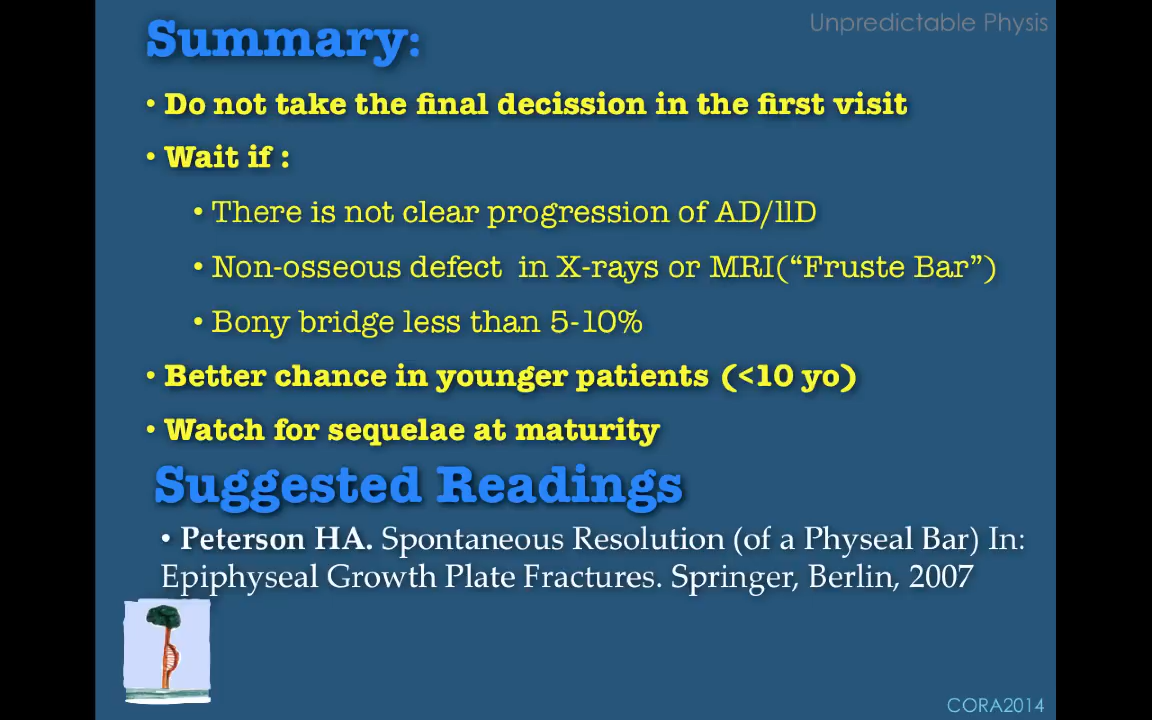 Unpredictable Physis
Summary:
• Do not take the final decission in the first visit
• Wait if :
• There is not clear progression of AD/llD
• Non-osseous defect in X-rays or MRI(“Fruste Bar”)
• Bony bridge less than 5-10%
• Better chance in younger patients (<10 yo)
• Watch for sequelae at maturity
Suggested Readings
• Peterson HA. Spontaneous Resolution (of a Physeal Bar) In:
Epiphyseal Growth Plate Fractures. Springer, Berlin, 2007
CORA2014